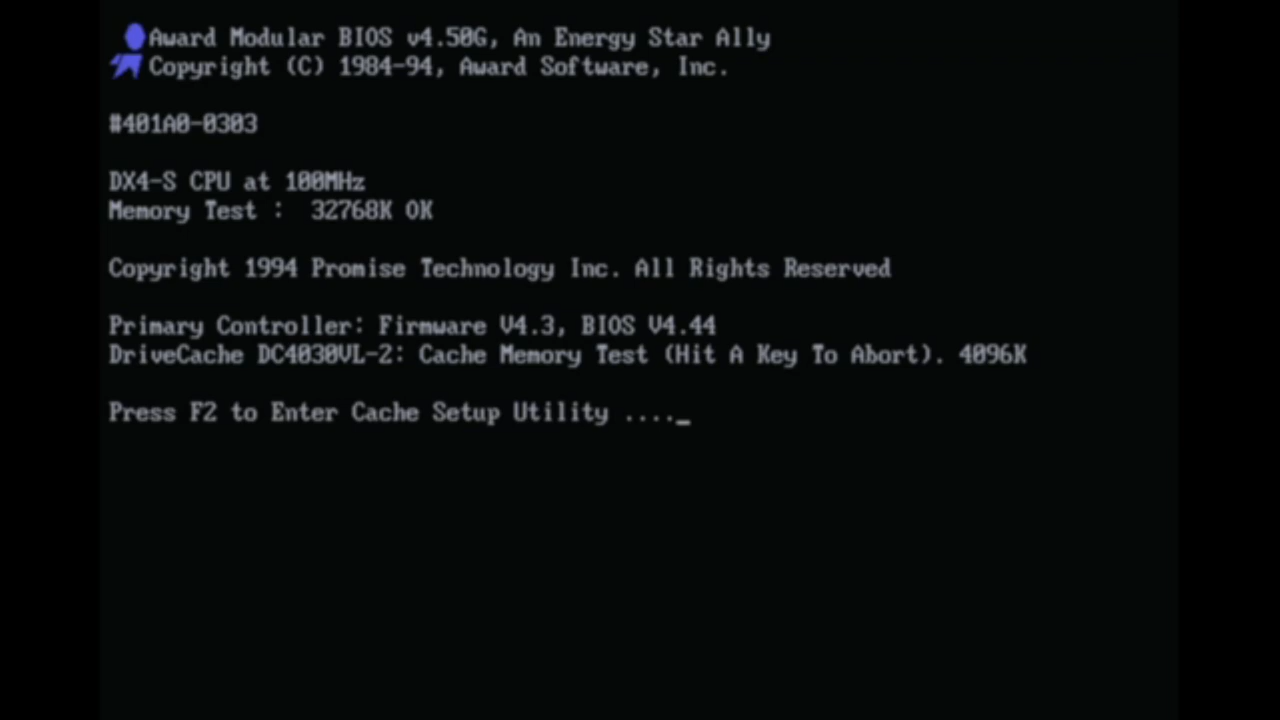 Award Modular BIOS v4.50G, An Energy Star Ally
Copyright (C) 1984-94, Award Software, Inc.
#401A0-0303
DX4-S CPU at 100MHz
Memory Test :  32768K OK
Copyright 1994 Promise Technology Inc. All Rights Reserved
Primary Controller: Firmware V4.3, BIOS V4.44
DriveCache DC4030VL-2: Cache Memory Test (Hit A Key To Abort). 4096K
Press F2 to Enter Cache Setup Utility ...._